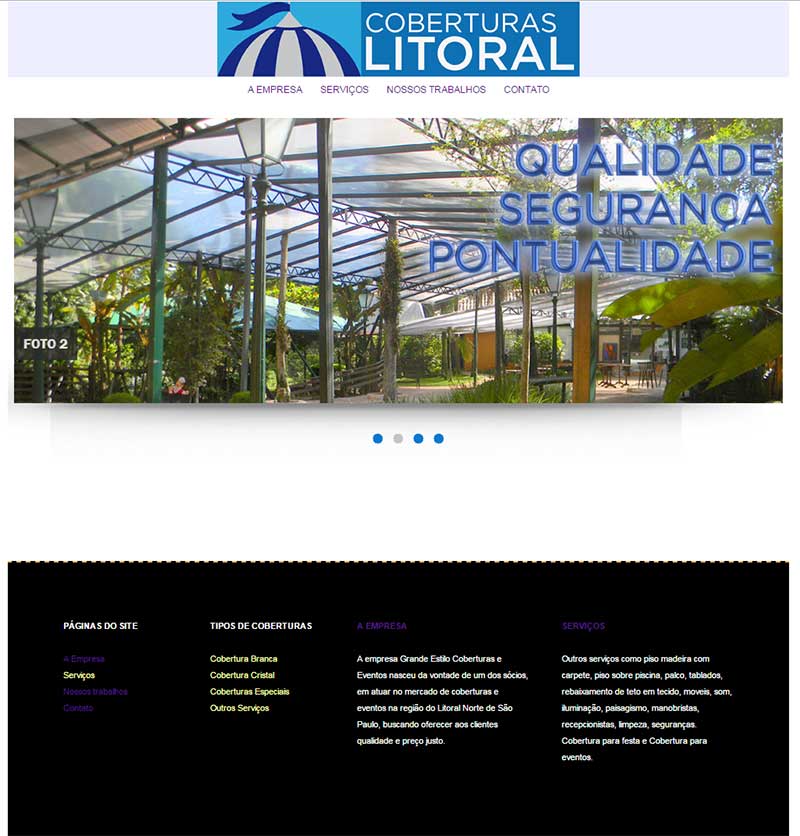 COBERTURAS
LITORAL
A EMPRESA SERVIÇOS NOSSOS TRABALHOS CONTATO
QUALIDADE
SEGURANÇA
PONTUALIDADE
FOTO 2
PÁGINAS DO SITE
A Empresa
Serviços
Nossos trabalhos
Contato
TIPOS DE COBERTURAS
Cobertura Branca
Cobertura Cristal
Coberturas Especiais
Outros Serviços
A EMPRESA
A empresa Grande Estilo Coberturas e
Eventos nasceu da vontade de um dos sócios,
em atuar no mercado de coberturas e
eventos na região do Litoral Norte de São
Paulo, buscando oferecer aos clientes
qualidade e preço justo.
SERVIÇOS
Outros serviços como piso madeira com
carpete, piso sobre piscina, palco, tablados,
rebaixamento de teto em tecido, moveis, som,
iluminação, paisagismo, manobristas,
recepcionistas, limpeza, seguranças.
Cobertura para festa e Cobertura para
eventos.